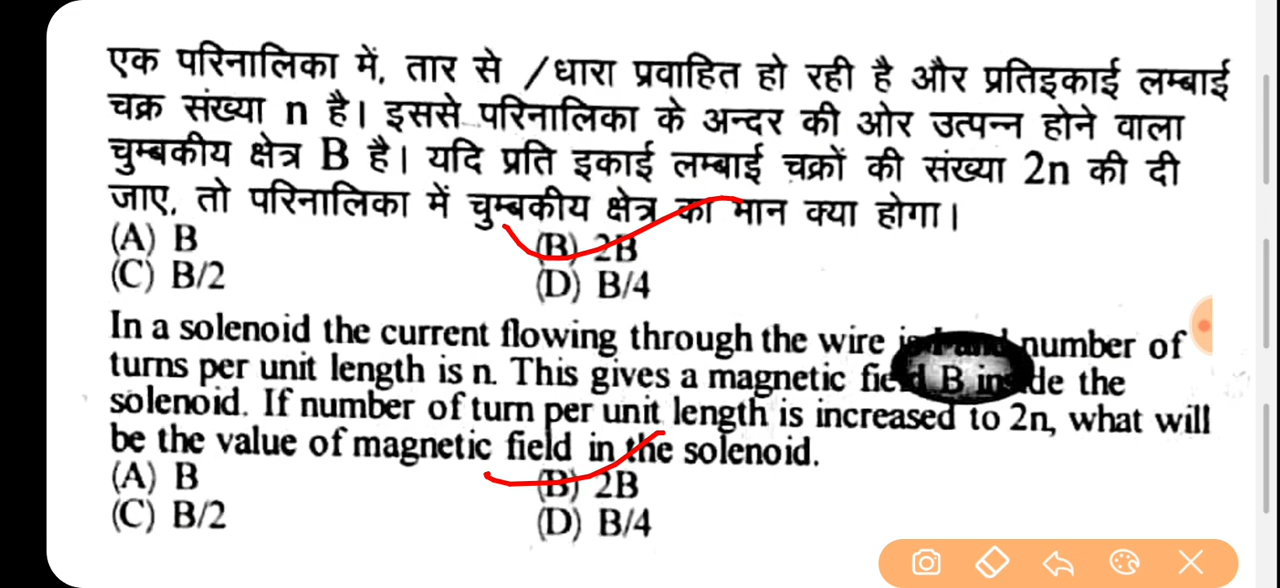 एक परिनालिका में, तार से /धारा प्रवाहित हो रही है और प्रतिइकाई लम्बाई
चक्र संख्या n है। इससे परिनालिका के अन्दर की ओर उत्पन्न होने वाला
चुम्बकीय क्षेत्र B है। यदि प्रति इकाई लम्बाई चक्रों की संख्या 2n की दी
जाए, तो परिनालिका में चुम्बकीय क्षेत्र का मान क्या होगा।
(A) B (B) 2B
(C) B/2 (D) B/4
In a solenoid the current flowing through the wire number of
turns per unit length is n. This gives a magnetic field B inside the
solenoid. If number of turn per unit length is increased to 2n, what will
be the value of magnetic field in the solenoid.
(A) B (B) 2B
(C) B/2 (D) B/4